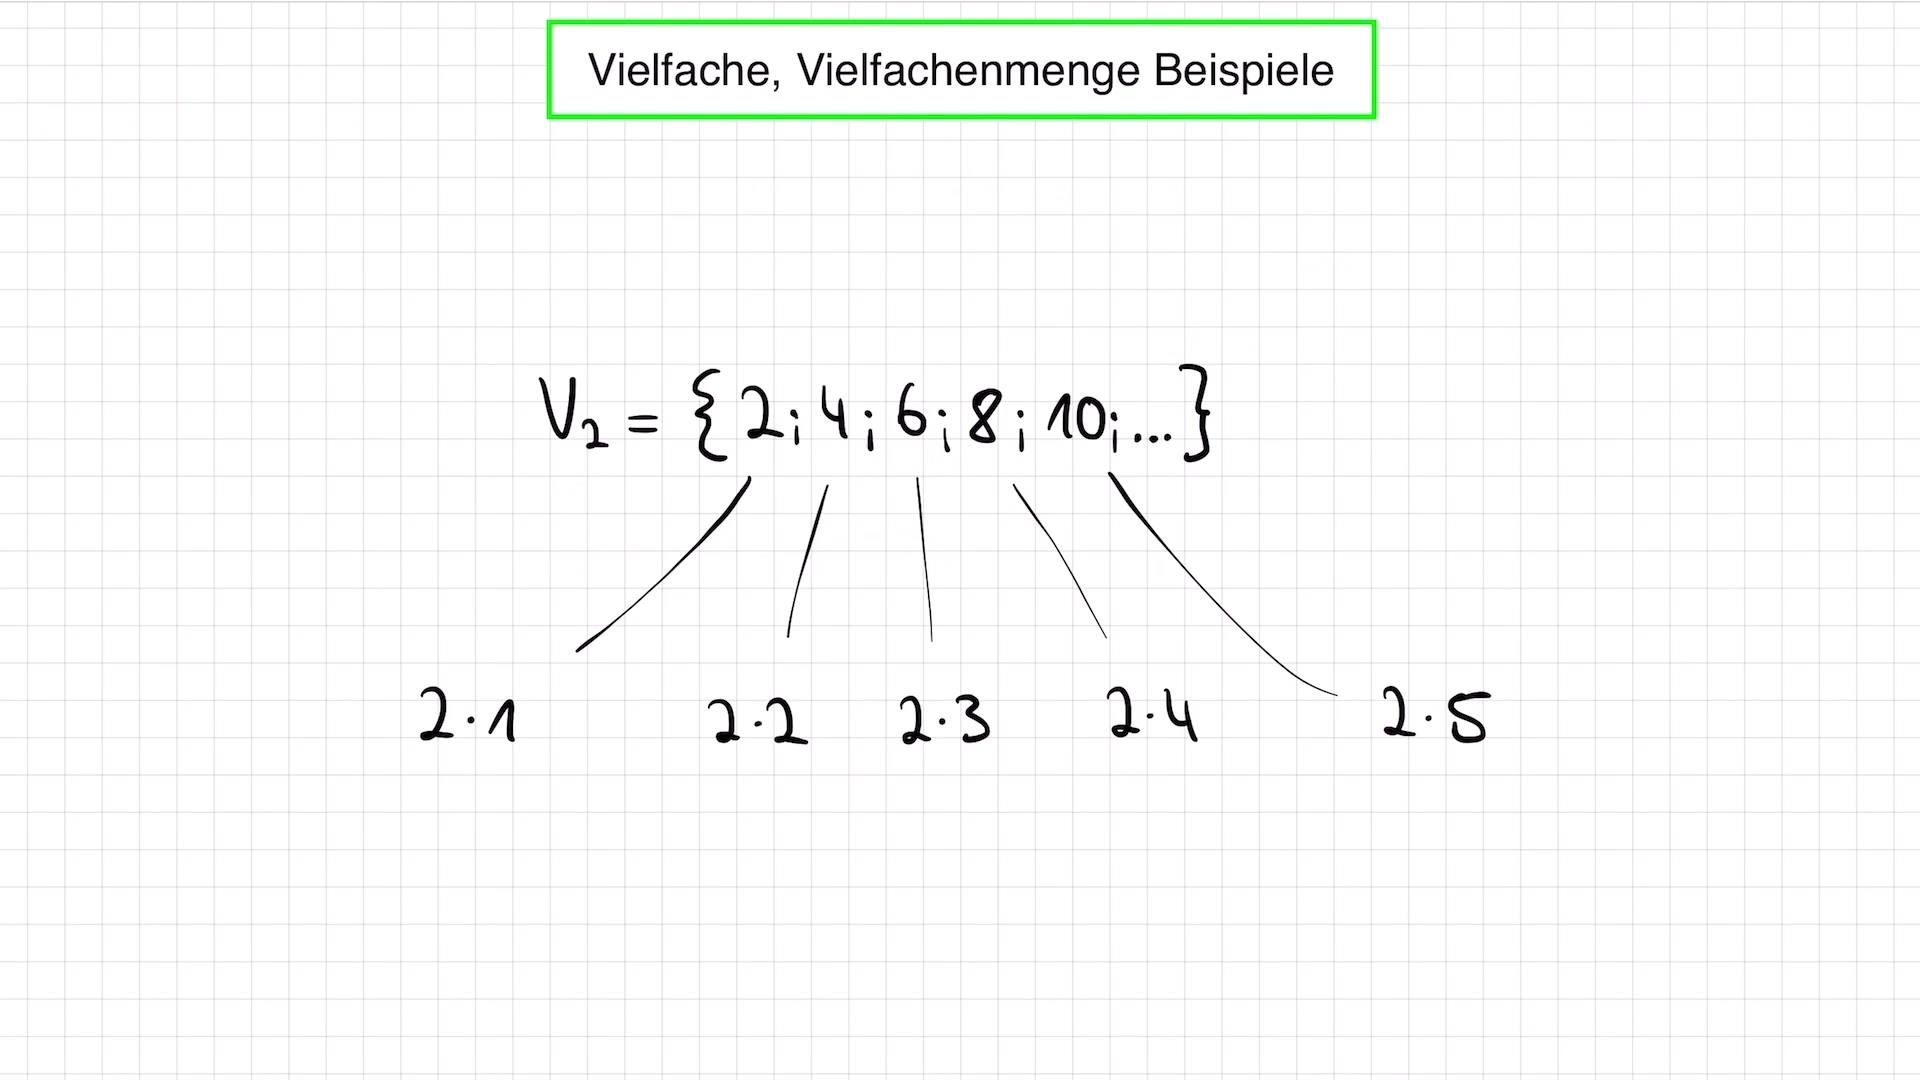 Vielfache, Vielfachenmenge Beispiele
V₂ = {2; 4; 6; 8; 10; ...}
2·1 2·2 2·3 2·4 2·5